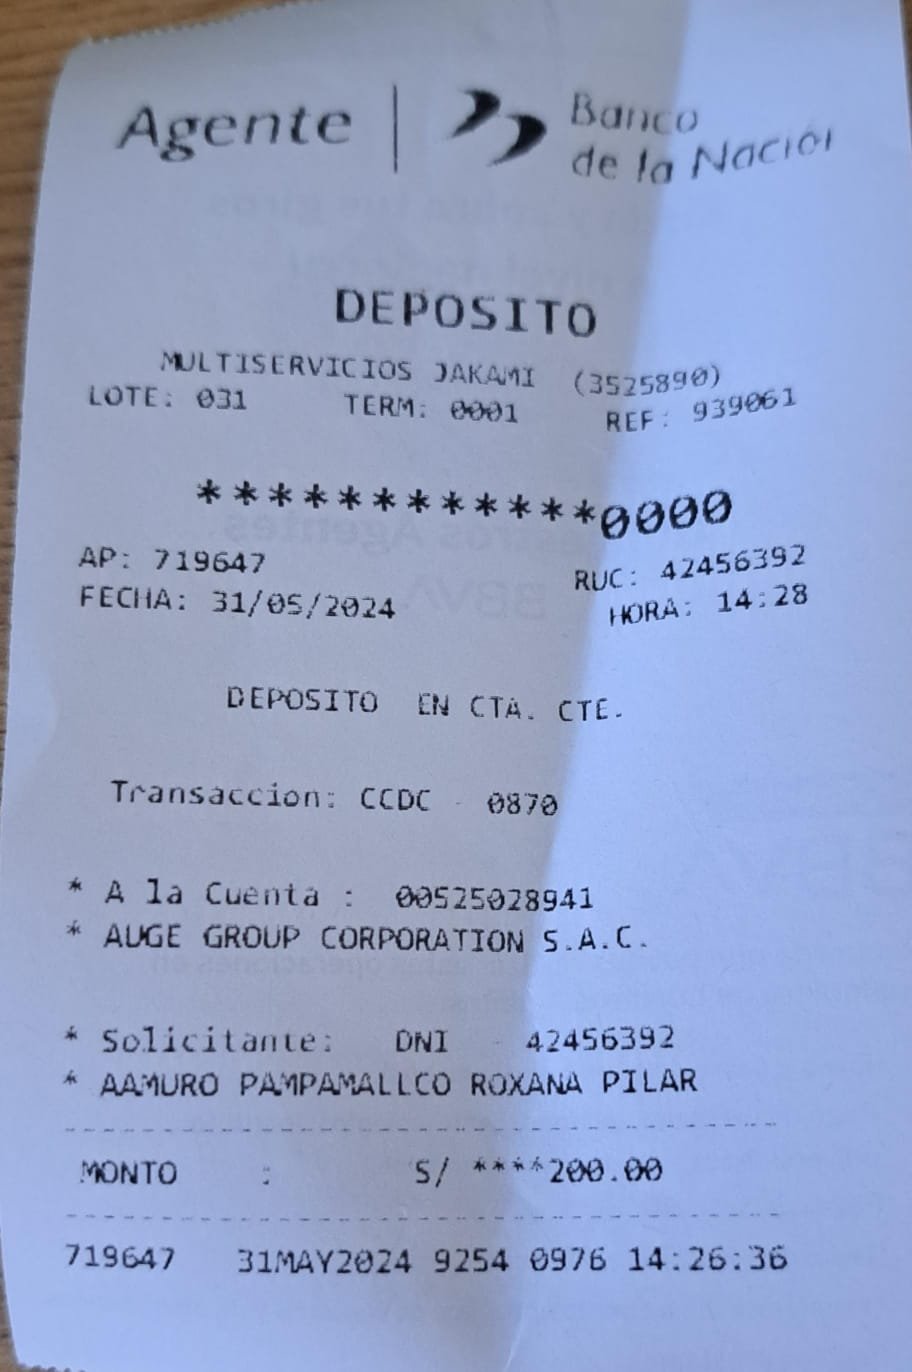 Agente | Banco
de la Nación
DEPOSITO
MULTISERVICIOS JAKAMI (3525890)
LOTE: 031 TERM: 0001 REF: 939061
************0000
AP: 719647 RUC: 42456392
FECHA: 31/05/2024 HORA: 14:28
DEPOSITO EN CTA. CTE.
Transaccion: CCDC - 0870
* A la Cuenta : 00525028941
* AUGE GROUP CORPORATION S.A.C.
* Solicitante: DNI - 42456392
* AAMURO PAMPAMALLCO ROXANA PILAR
MONTO : S/ ****200.00
719647 31MAY2024 9254 0976 14:26:36